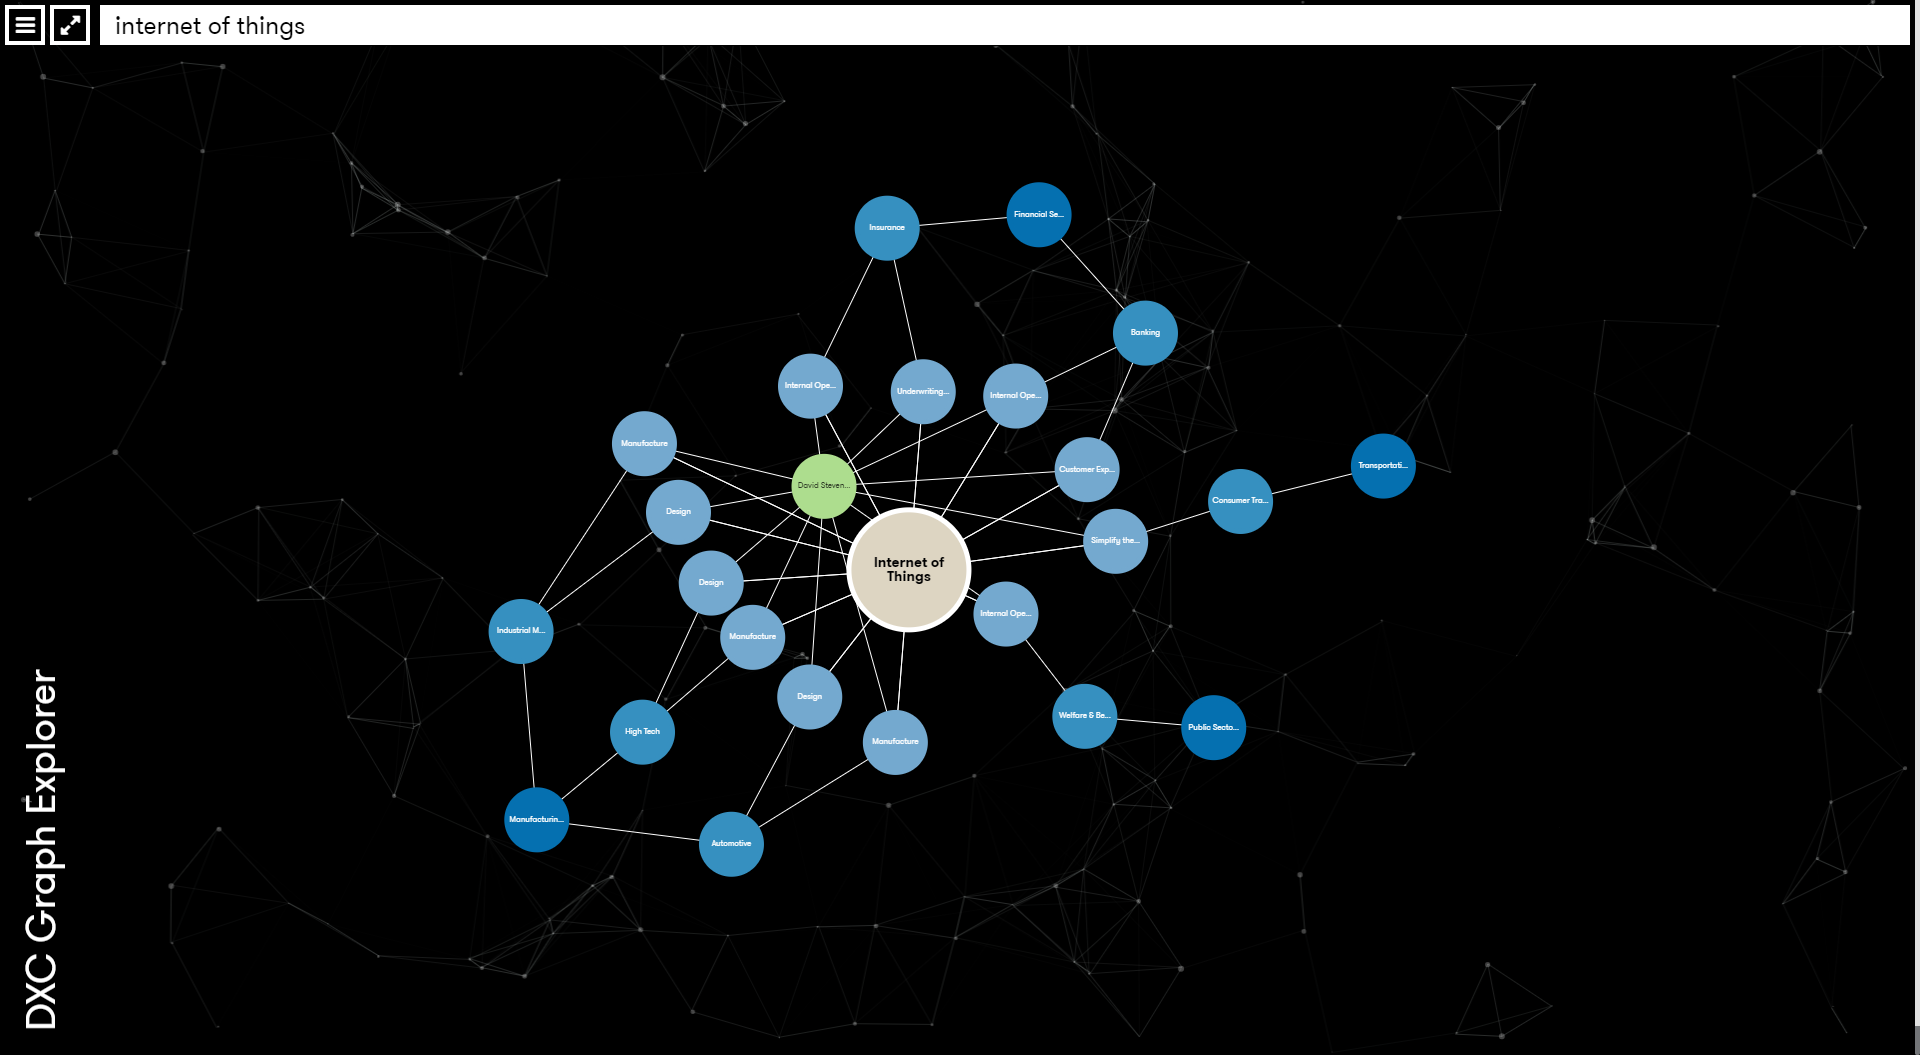 internet of things
Financial Se...
Insurance
Banking
Internal Ope...
Underwriting...
Internal Ope...
Manufacture
Customer Exp...
Transportati...
David Steven...
Consumer Tra...
Design
Simplify the...
Internet of
Things
Design
Internal Ope...
Industrial M...
Manufacture
Design
Welfare & Be...
Public Secto...
High Tech
Manufacture
Manufacturin...
Automotive
DXC Graph Explorer